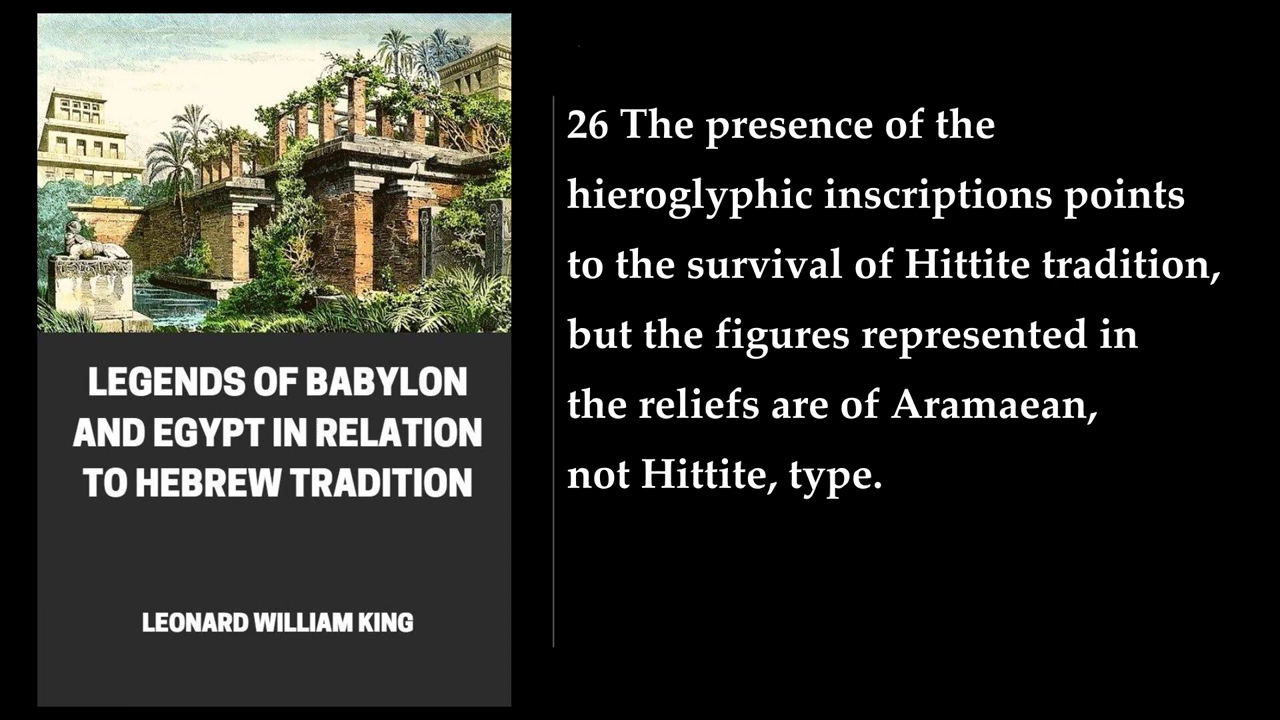 LEGENDS OF BABYLON
AND EGYPT IN RELATION
TO HEBREW TRADITION
LEONARD WILLIAM KING
26 The presence of the
hieroglyphic inscriptions points
to the survival of Hittite tradition,
but the figures represented in
the reliefs are of Aramaean,
not Hittite, type.